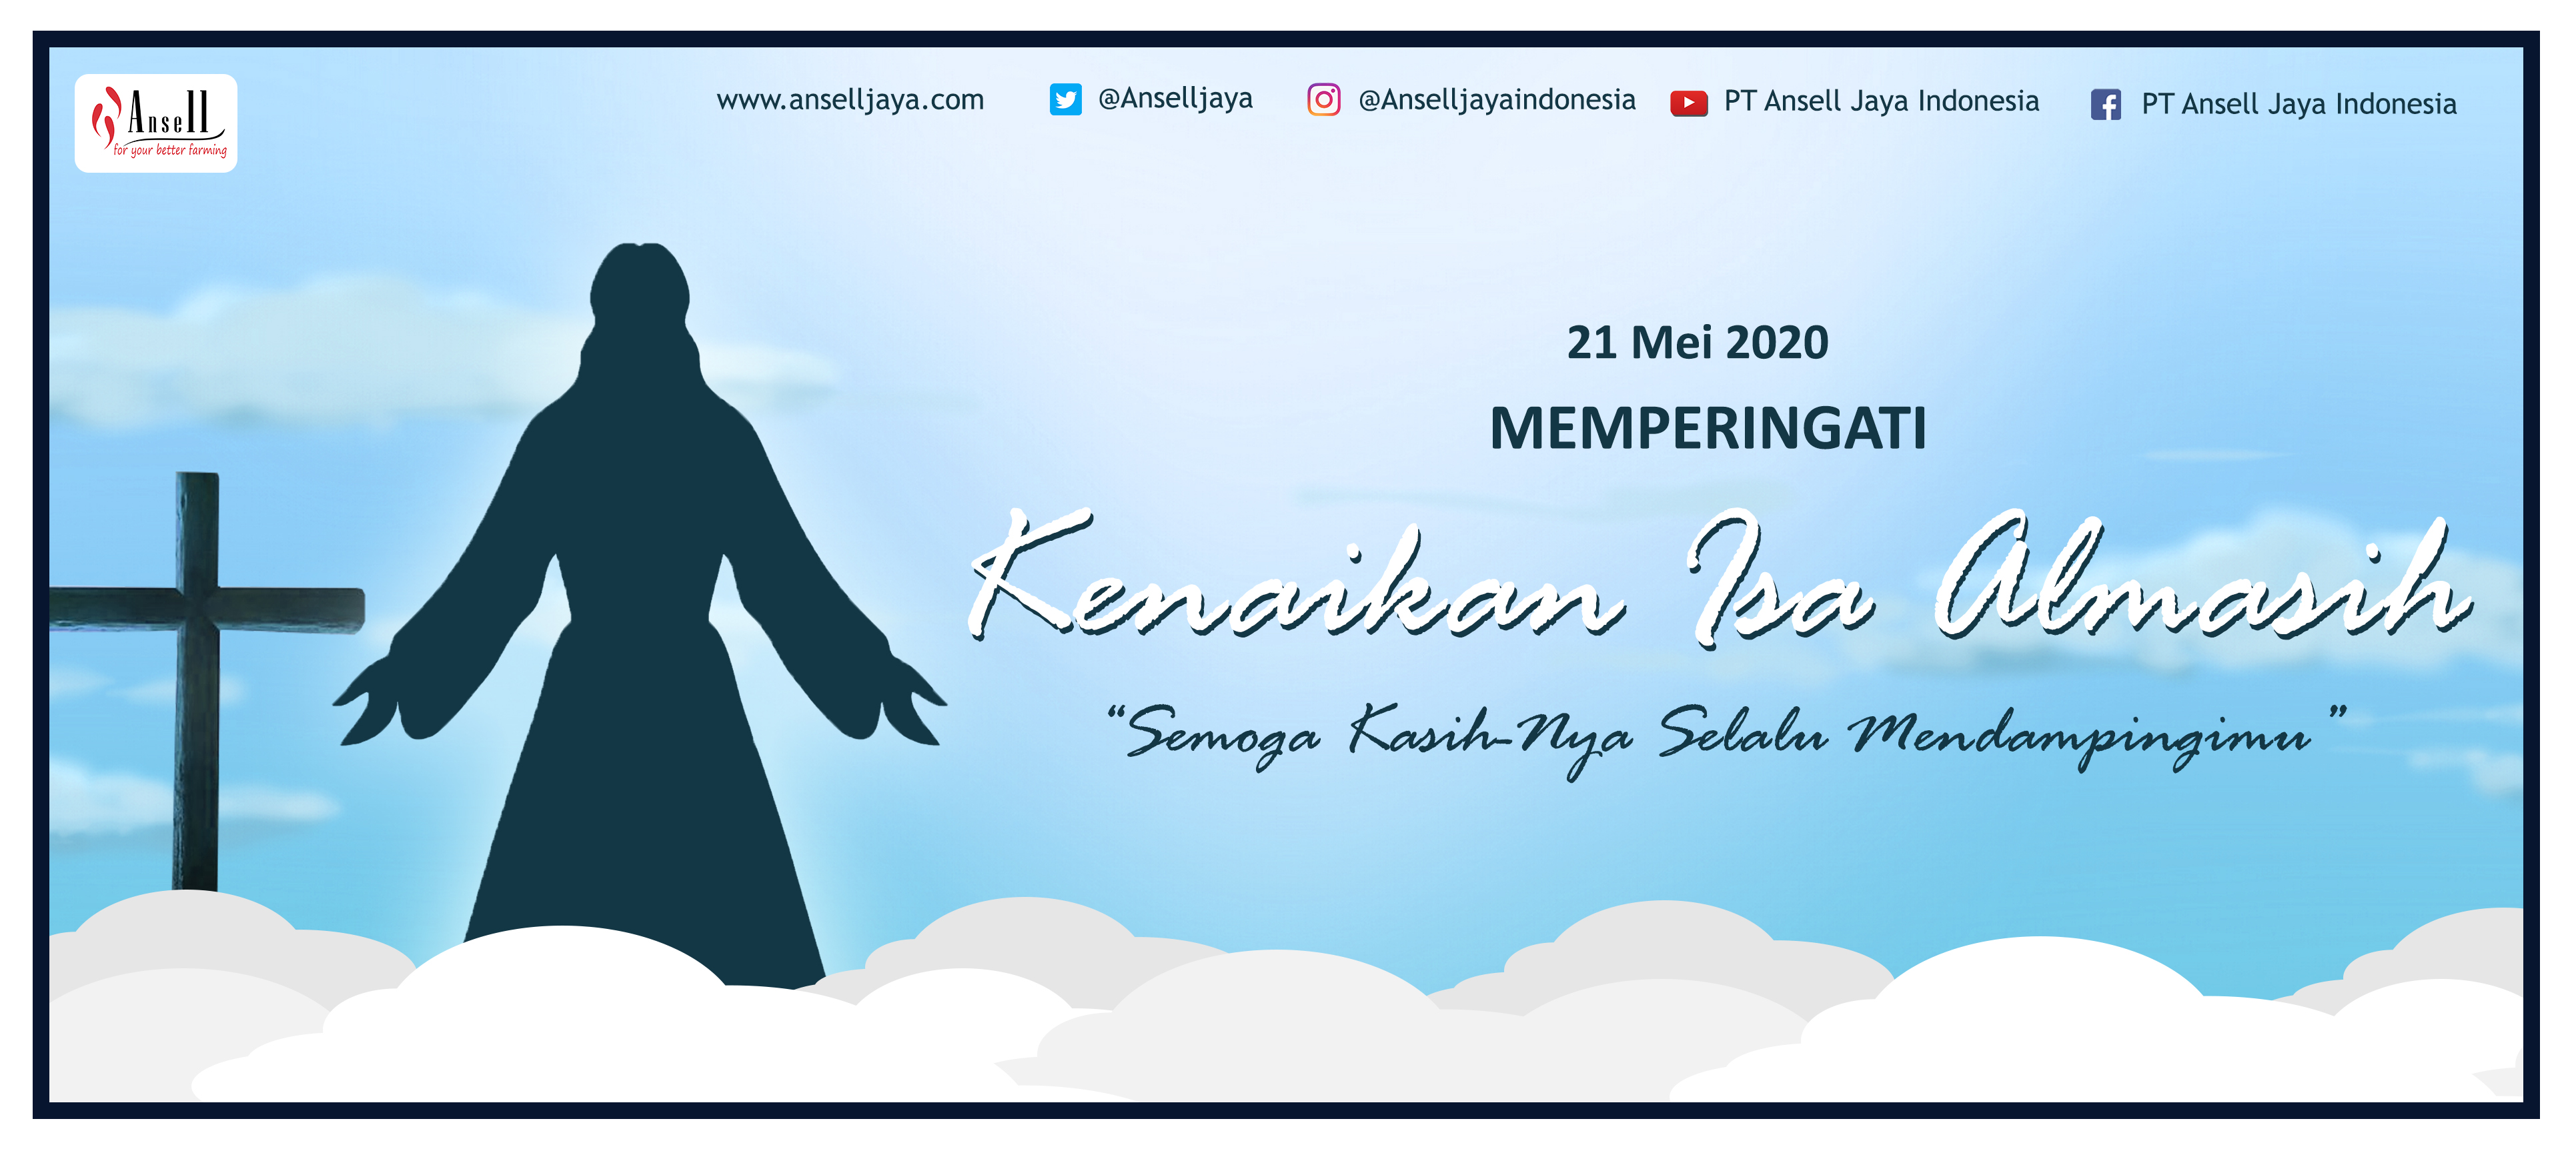 Ansell
for your better farming
www.anselljaya.com @Anselljaya @Anselljayaindonesia PT Ansell Jaya Indonesia PT Ansell Jaya Indonesia
21 Mei 2020
MEMPERINGATI
Kenaikan Isa Almasih
“Semoga Kasih-Nya Selalu Mendampingimu”